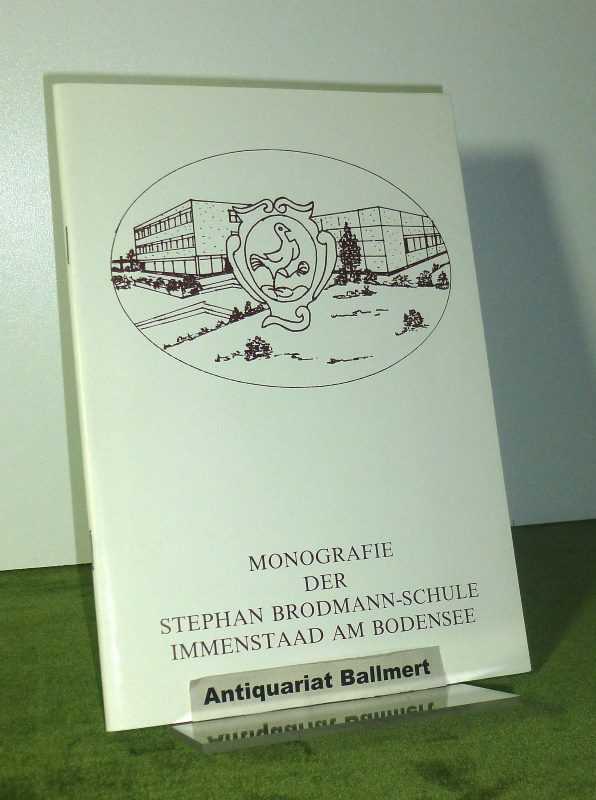 MONOGRAFIE
DER
STEPHAN BRODMANN-SCHULE
IMMENSTAAD AM BODENSEE
Antiquariat Ballmert